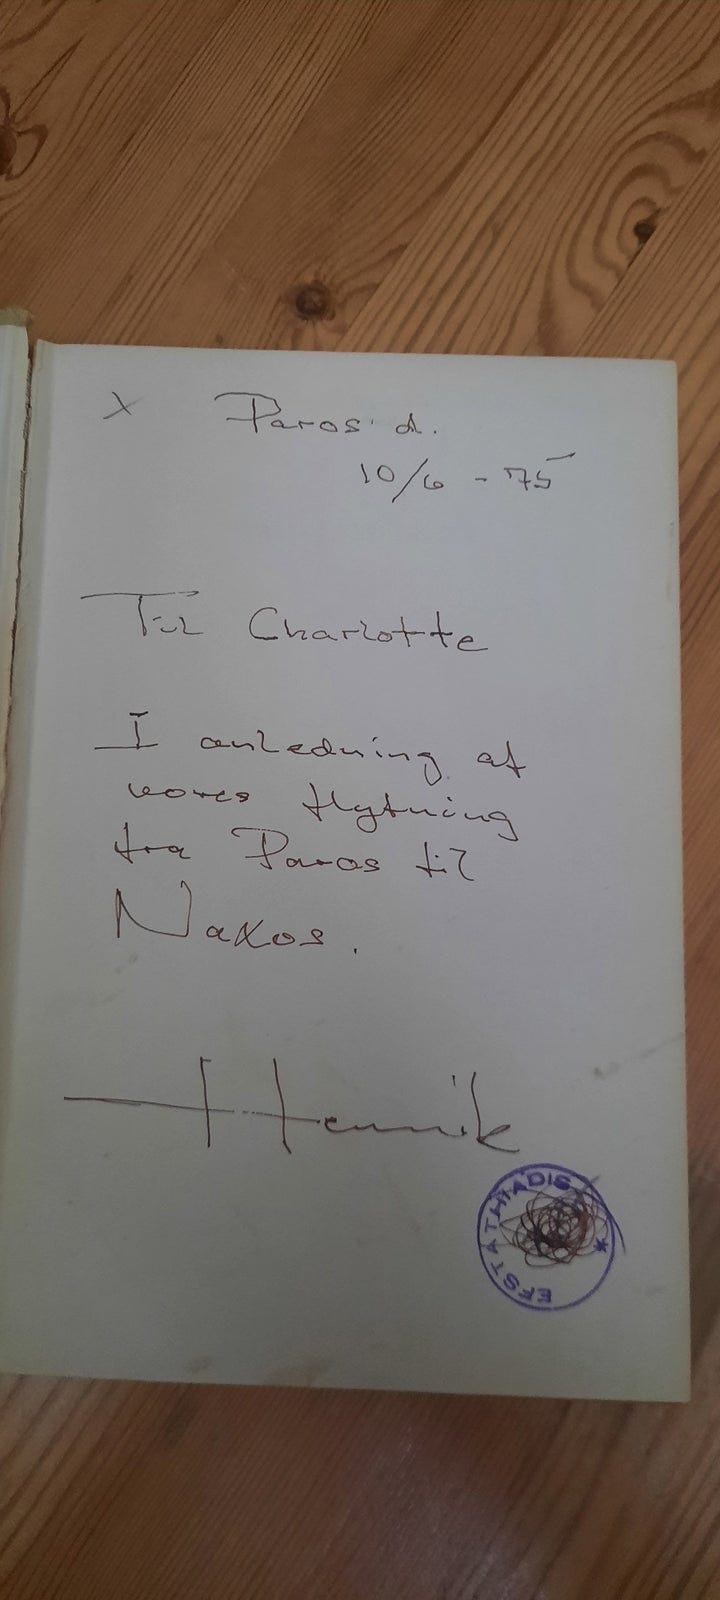 x Paros d.
10/6 - 75
Til Charlotte
I anledning af
vores flytning
fra Paros til
Naxos.
Henrik
EFSTATHIADIS *